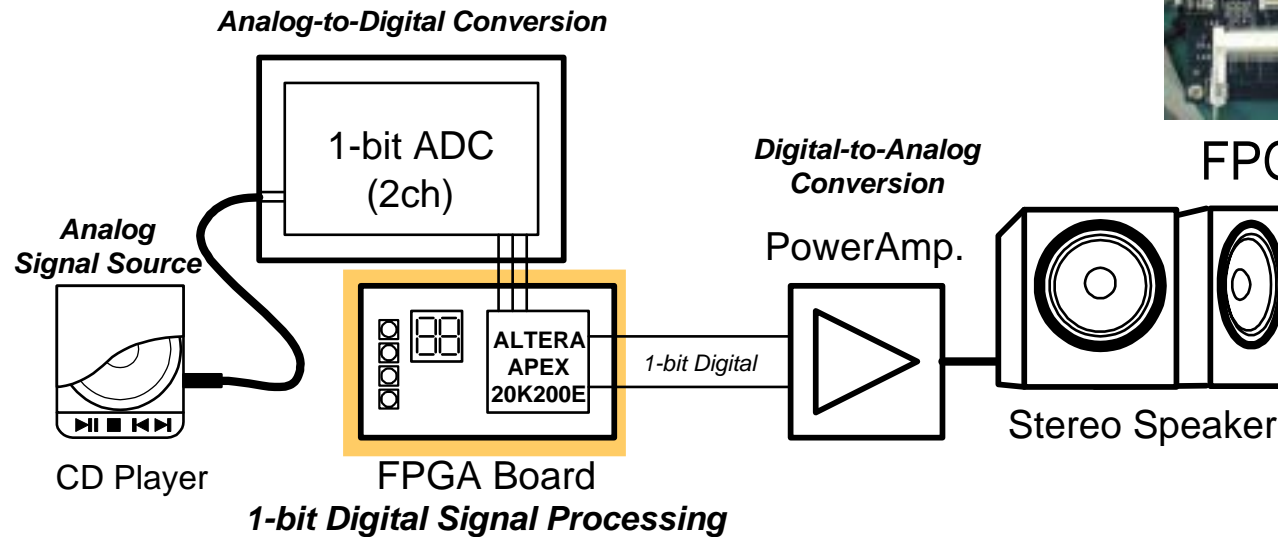 Analog-to-Digital Conversion
1-bit ADC
(2ch)
Digital-to-Analog
Conversion
Analog
Signal Source
PowerAmp.
ALTERA
APEX
20K200E
1-bit Digital
CD Player
FPGA Board
1-bit Digital Signal Processing
Stereo Speaker